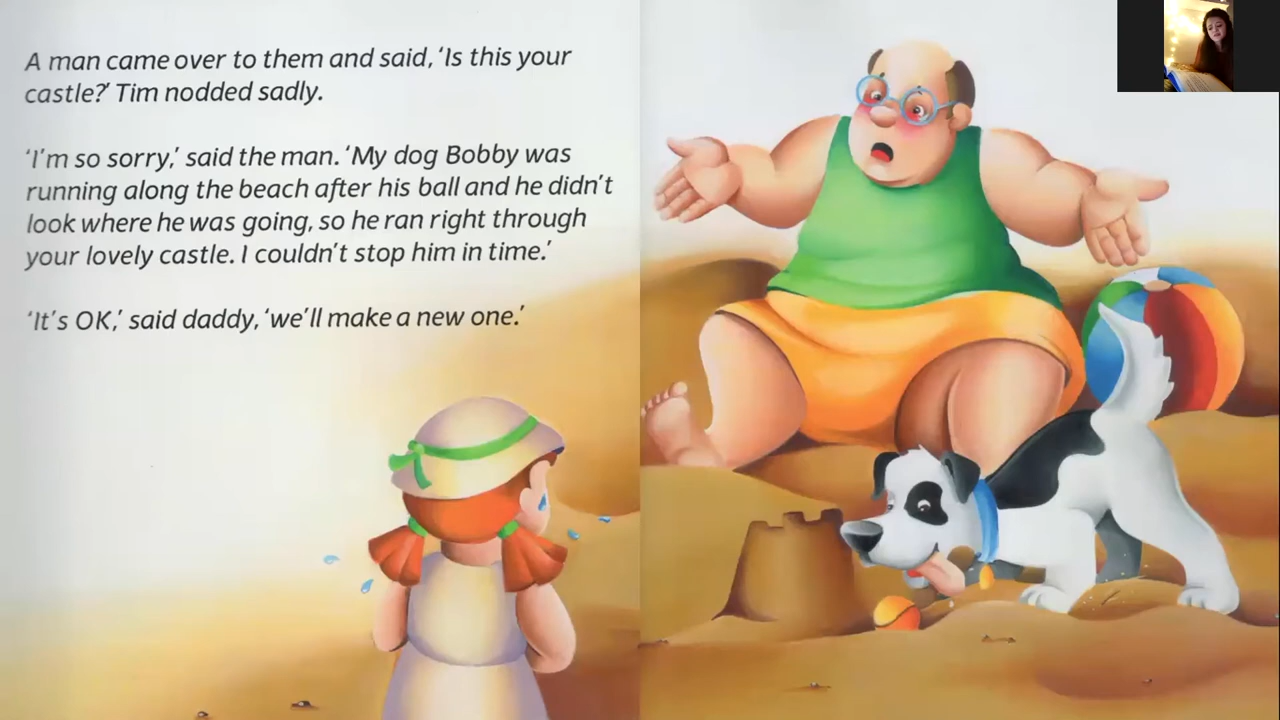 A man came over to them and said, ‘Is this your
castle?’ Tim nodded sadly.
‘I’m so sorry,’ said the man. ‘My dog Bobby was
running along the beach after his ball and he didn’t
look where he was going, so he ran right through
your lovely castle. I couldn’t stop him in time.’
‘It’s OK,’ said daddy, ‘we’ll make a new one.’